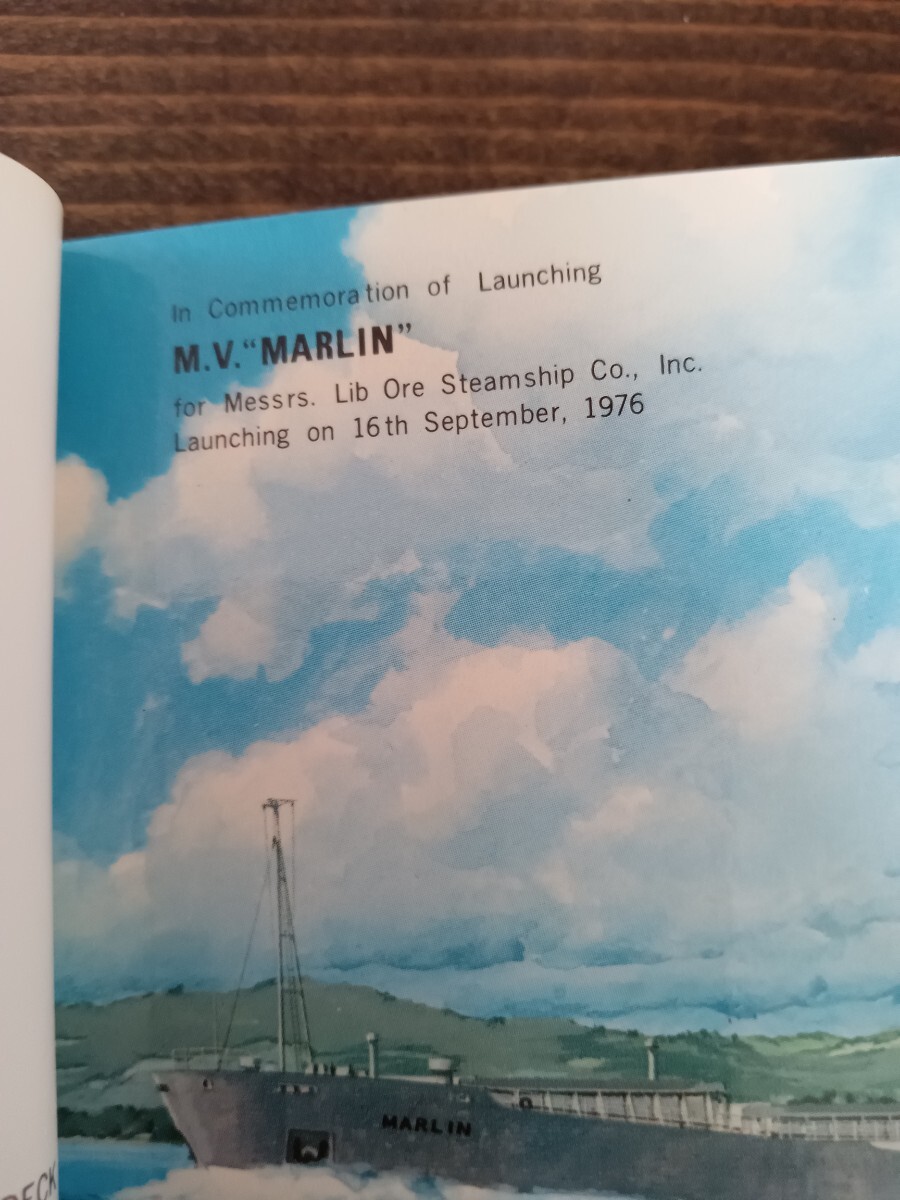 In Commemoration of Launching
M.V."MARLIN"
for Messrs. Lib Ore Steamship Co., Inc.
Launching on 16th September, 1976
MARLIN